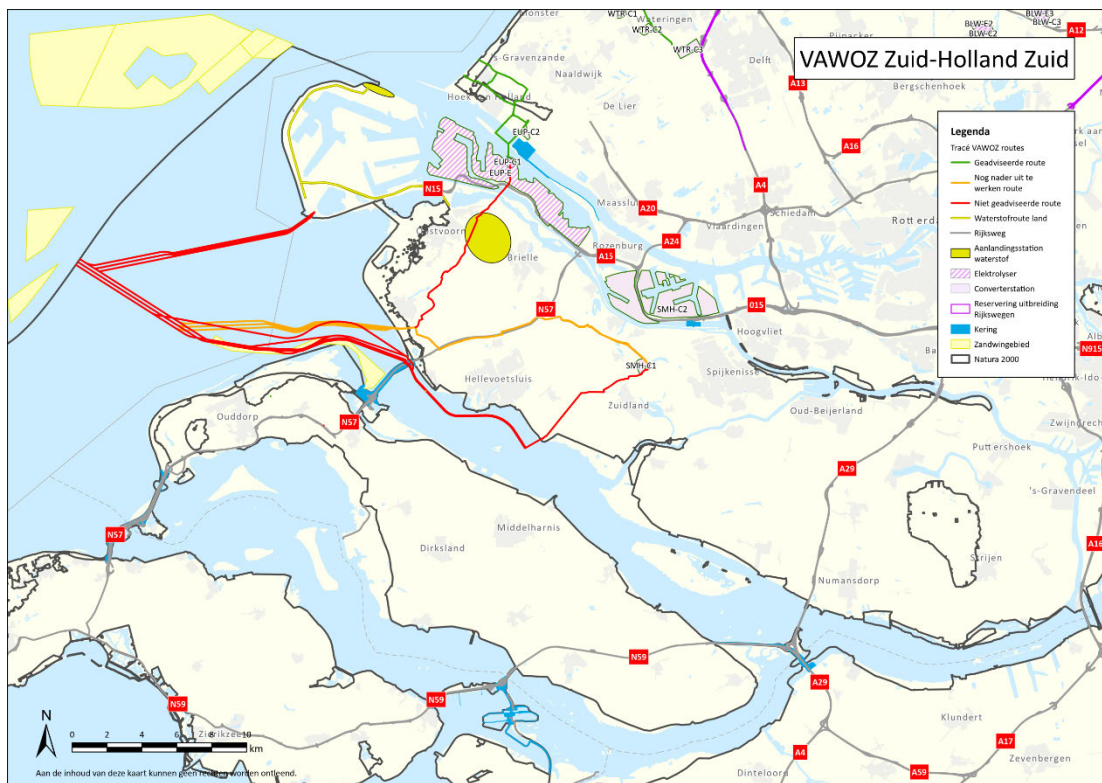 VAWOZ Zuid-Holland Zuid
Legenda
Tracé VAWOZ routes
Geadviseerde route
Nog nader uit te
werken route
Niet geadviseerde route
Waterstofroute land
Rijksweg
Aanlandingsstation
waterstof
Elektrolyser
Converterstation
Reservering uitbreiding
Rijkswegen
Kering
Zandwingebied
Natura 2000
Monster
WTR-C1
Wateringen
WTR-C2
WTR-C3
Pijnacker
BLW-E3
BLW-E2
BLW-C3
BLW-C2
A12
's-Gravenzande
Naaldwijk
Delft
A13
Bergschenhoek
Hoek van Holland
De Lier
EUP-C2
A16
EUP-C1
EUP-E
N15
A4
Maassluis
A20
Schiedam
Vlaardingen
Rotterda
Oostvoorne
Brielle
Rozenburg
A15
A24
SMH-C2
015
N57
Hoogvliet
N915
SMH-C1
Hellevoetsluis
Spijkenisse
Zuidland
Oud-Beijerland
Zwijndrecht
Puttershoek
Ouddorp
N57
A29
's-Gravendeel
N57
Middelharnis
Dirksland
A16
Strijen
Numansdorp
N59
A29
N59
N59
Zierikzee
Klundert
A17
A4
Zevenbergen
Dinteloord
A59
N
0 2 4 6 8 10
km
Aan de inhoud van deze kaart kunnen geen rechten worden ontleend.